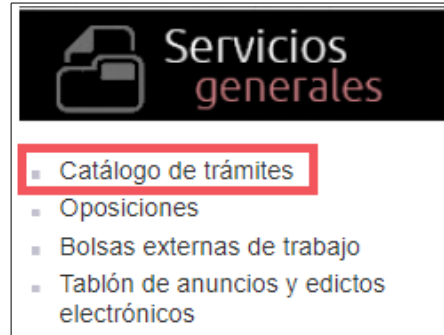 Servicios
generales
Catálogo de trámites
Oposiciones
Bolsas externas de trabajo
Tablón de anuncios y edictos
electrónicos